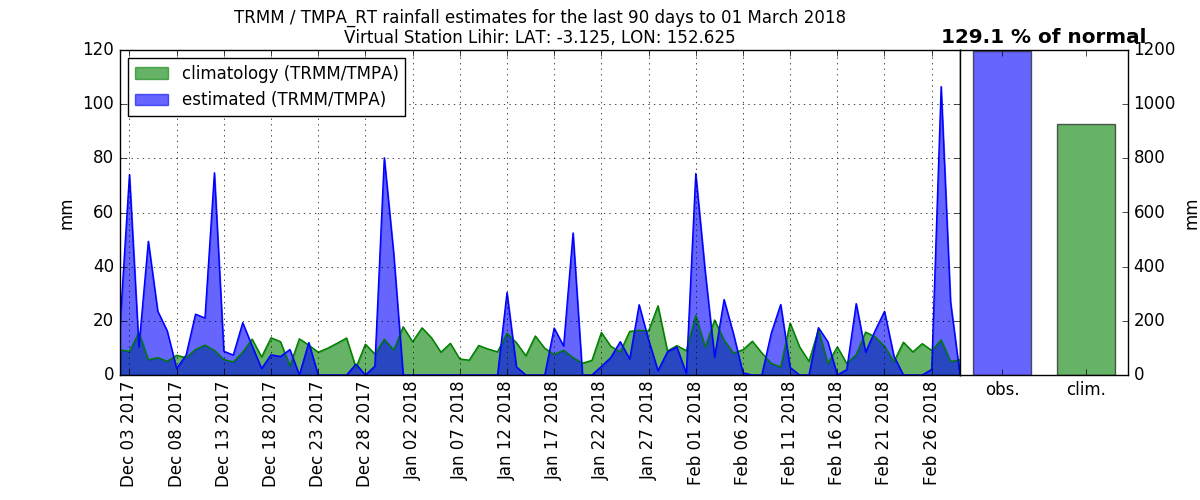 TRMM / TMPA_RT rainfall estimates for the last 90 days to 01 March 2018
Virtual Station Lihir: LAT: -3.125, LON: 152.625
129.1 % of normal
climatology (TRMM/TMPA)
estimated (TRMM/TMPA)
120
100
80
60
40
20
0
mm
Dec 03 2017
Dec 08 2017
Dec 13 2017
Dec 18 2017
Dec 23 2017
Dec 28 2017
Jan 02 2018
Jan 07 2018
Jan 12 2018
Jan 17 2018
Jan 22 2018
Jan 27 2018
Feb 01 2018
Feb 06 2018
Feb 11 2018
Feb 16 2018
Feb 21 2018
Feb 26 2018
obs.
clim.
1200
1000
800
600
400
200
0
mm